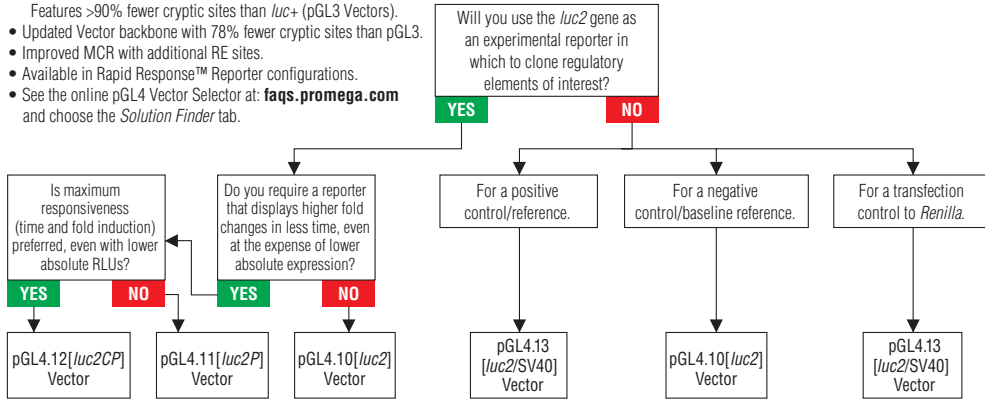 Features >90% fewer cryptic sites than luc+ (pGL3 Vectors).
• Updated Vector backbone with 78% fewer cryptic sites than pGL3.
• Improved MCR with additional RE sites.
• Available in Rapid Response™ Reporter configurations.
• See the online pGL4 Vector Selector at: faqs.promega.com
and choose the Solution Finder tab.
Will you use the luc2 gene as
an experimental reporter in
which to clone regulatory
elements of interest?
YES
NO
Is maximum
responsiveness
(time and fold induction)
preferred, even with lower
absolute RLUs?
YES
NO
Do you require a reporter
that displays higher fold
changes in less time, even
at the expense of lower
absolute expression?
YES
NO
For a positive
control/reference.
For a negative
control/baseline reference.
For a transfection
control to Renilla.
pGL4.12[luc2CP]
Vector
pGL4.11[luc2P]
Vector
pGL4.10[luc2]
Vector
pGL4.13
[luc2/SV40]
Vector
pGL4.10[luc2]
Vector
pGL4.13
[luc2/SV40]
Vector